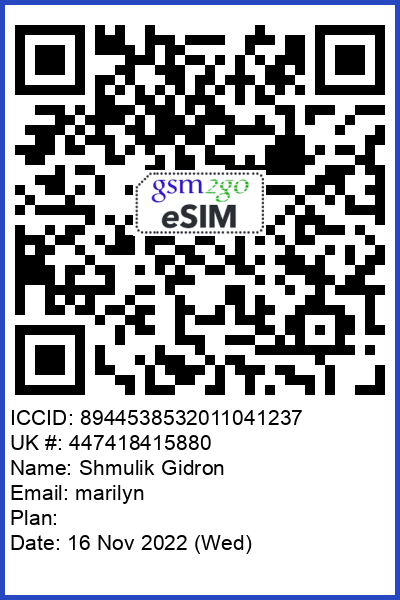 gsm2go
eSIM
ICCID: 8944538532011041237
UK #: 447418415880
Name: Shmulik Gidron
Email: marilyn
Plan:
Date: 16 Nov 2022 (Wed)